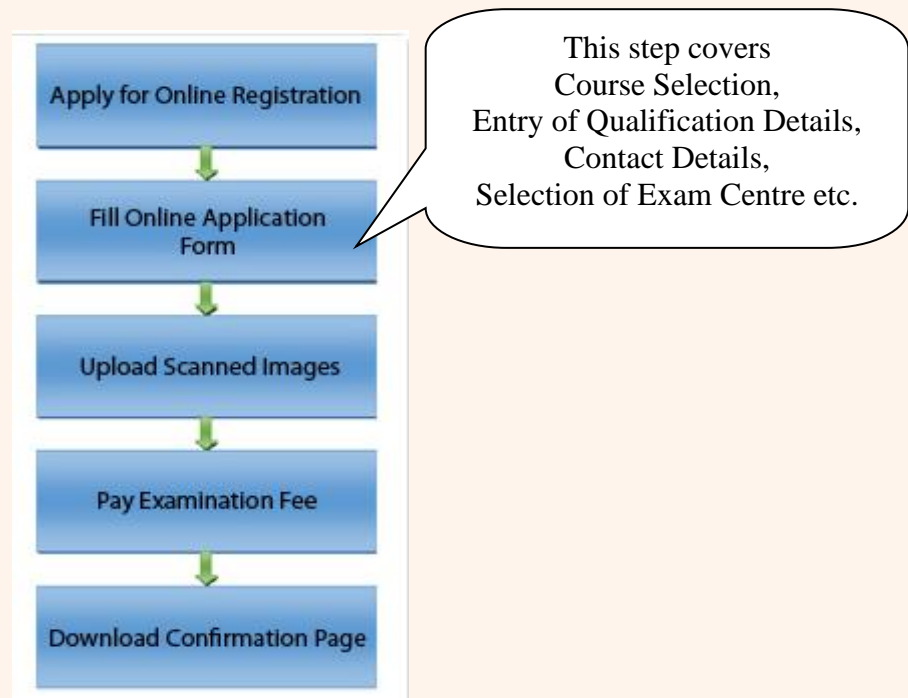 Apply for Online Registration
This step covers
Course Selection,
Entry of Qualification Details,
Contact Details,
Selection of Exam Centre etc.
Fill Online Application
Form
Upload Scanned Images
Pay Examination Fee
Download Confirmation Page